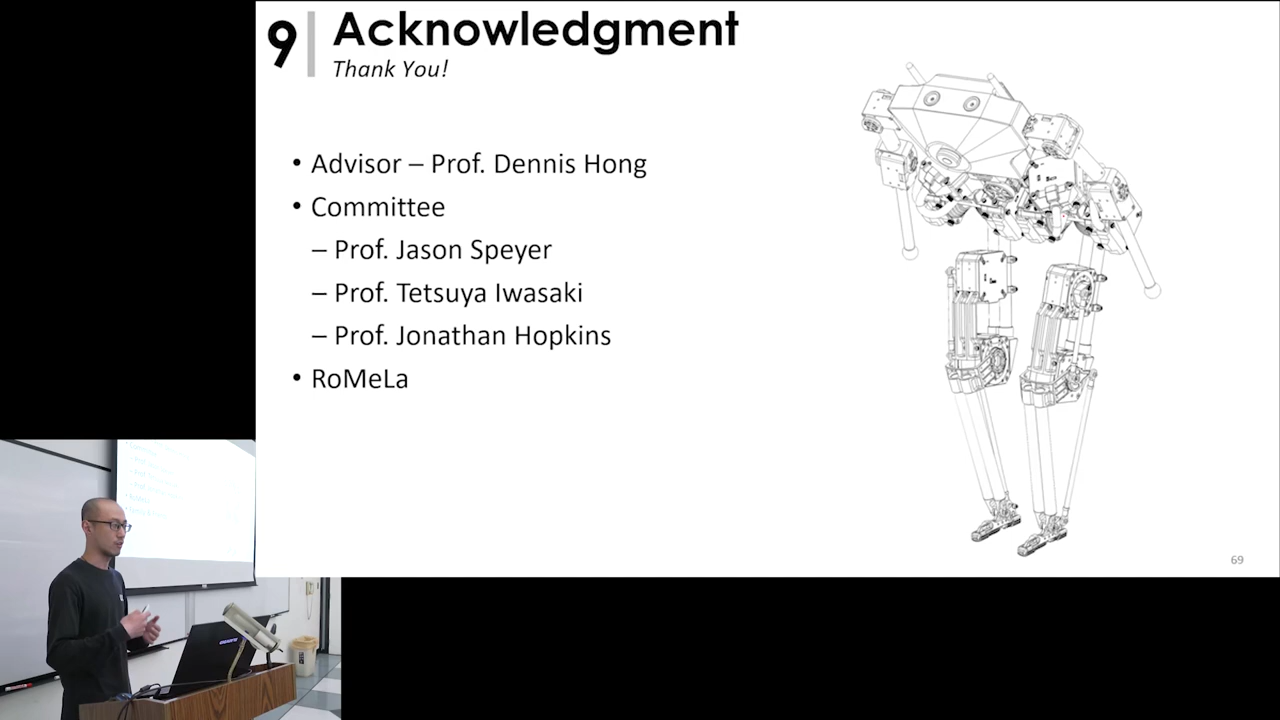 9
Acknowledgment
Thank You!
• Advisor – Prof. Dennis Hong
• Committee
– Prof. Jason Speyer
– Prof. Tetsuya Iwasaki
– Prof. Jonathan Hopkins
• RoMeLa
69